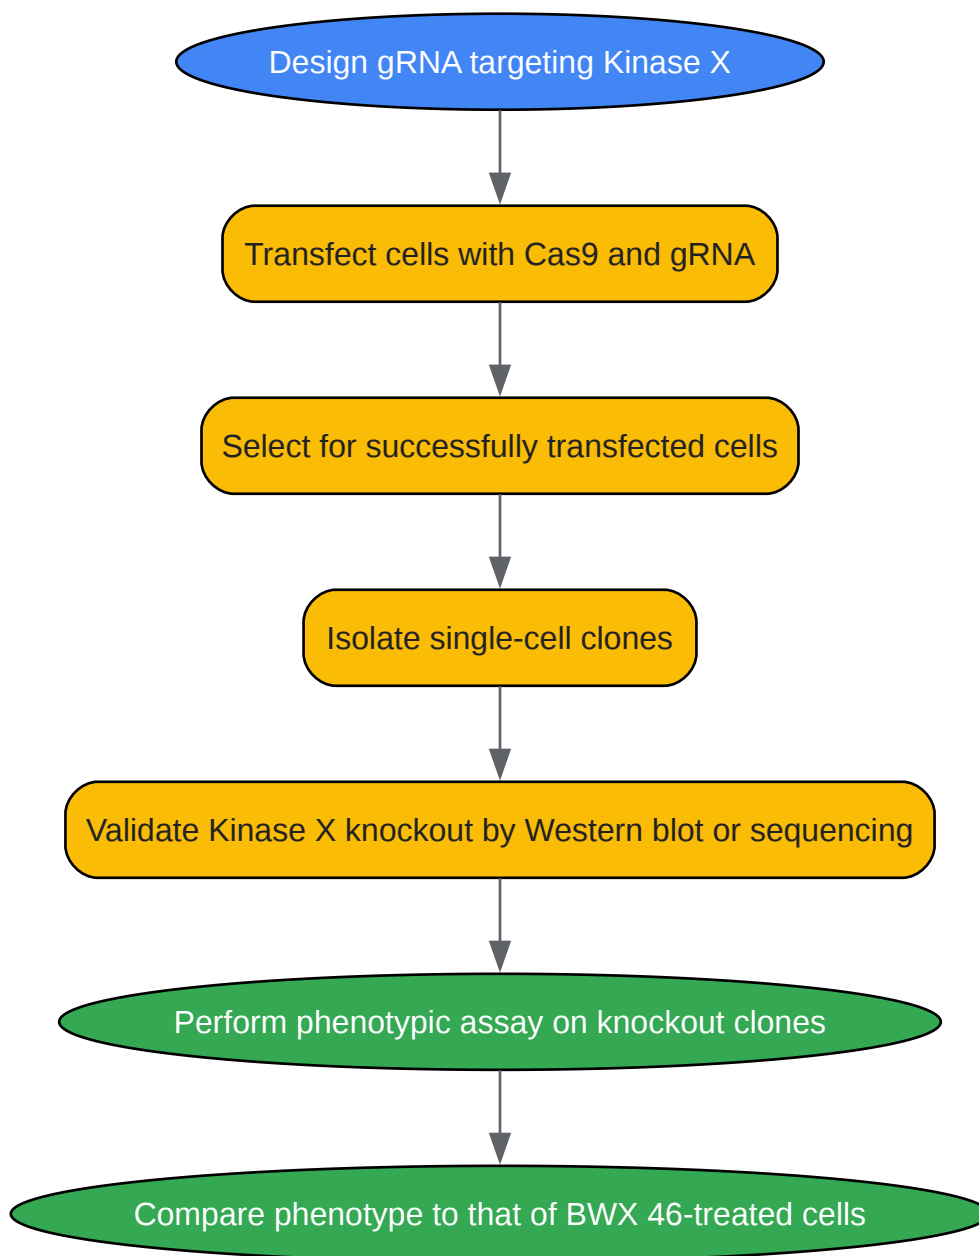 Design gRNA targeting Kinase X
Transfect cells with Cas9 and gRNA
Select for successfully transfected cells
Isolate single-cell clones
Validate Kinase X knockout by Western blot or sequencing
Perform phenotypic assay on knockout clones
Compare phenotype to that of BWX 46-treated cells